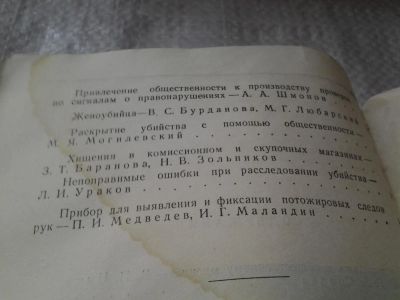 Привлечение общественности к производству проверок
по сигналам о правонарушениях — А. А. Шмонов
Женоубийца — В. С. Бурданова, М. Г. Любарский
Раскрытие убийства с помощью общественности —
М. Я. Могилевский . . . . . . . . . . .
Хищения в комиссионном и скупочных магазинах —
З. Т. Баранова, Н. В. Зольников . . . . . .
Непоправимые ошибки при расследовании убийства —
Л. И. Ураков . . . . . . . . . . . . .
Прибор для выявления и фиксации потожировых следов
рук — П. И. Медведев, И. Г. Маландин . . . .